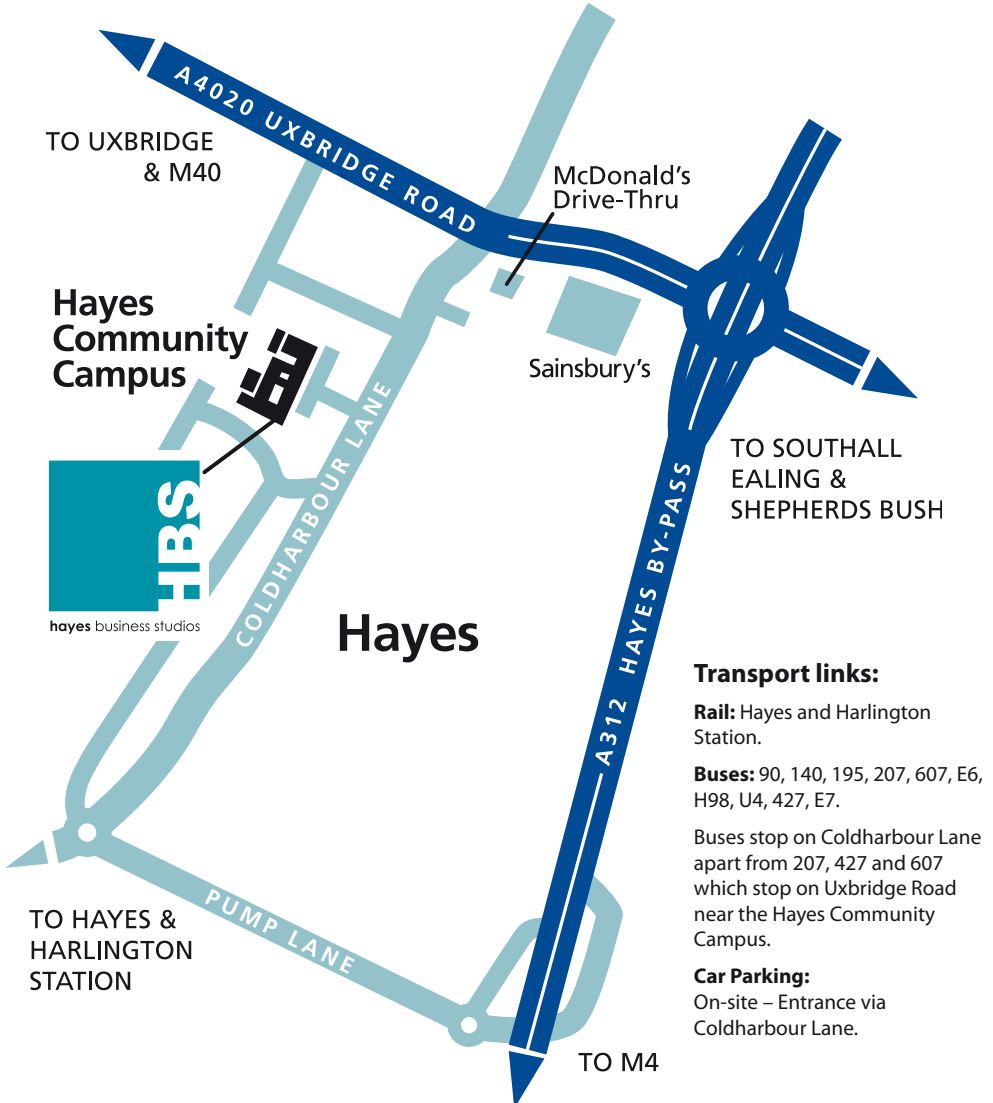 A4020 UXBRIDGE ROAD
TO UXBRIDGE
& M40
McDonald's
Drive-Thru
Hayes
Community
Campus
Sainsbury's
COLDHARBOUR LANE
TO SOUTHALL
EALING &
SHEPHERDS BUSH
HBS
hayes business studios
Hayes
A312 HAYES BY-PASS
Transport links:
Rail: Hayes and Harlington
Station.
Buses: 90, 140, 195, 207, 607, E6,
H98, U4, 427, E7.
Buses stop on Coldharbour Lane
apart from 207, 427 and 607
which stop on Uxbridge Road
near the Hayes Community
Campus.
Car Parking:
On-site – Entrance via
Coldharbour Lane.
PUMP LANE
TO HAYES &
HARLINGTON
STATION
TO M4